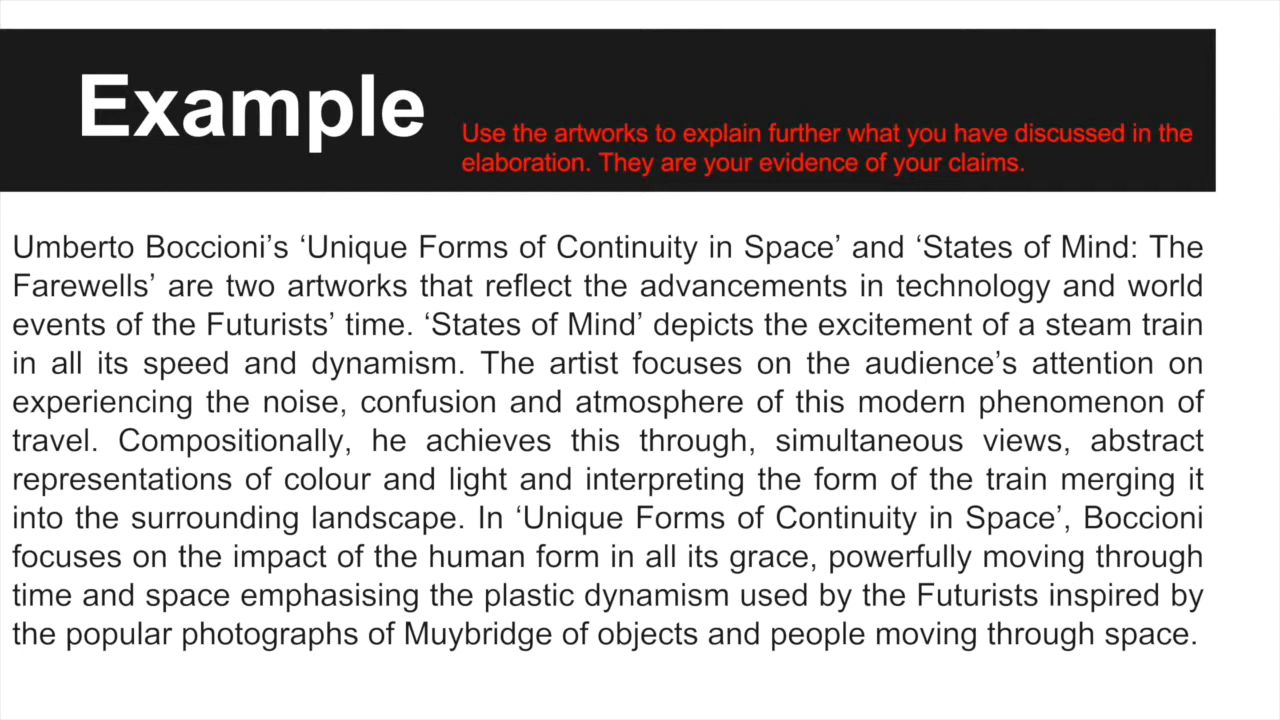 Example
Use the artworks to explain further what you have discussed in the
elaboration. They are your evidence of your claims.
Umberto Boccioni’s ‘Unique Forms of Continuity in Space’ and ‘States of Mind: The
Farewells’ are two artworks that reflect the advancements in technology and world
events of the Futurists’ time. ‘States of Mind’ depicts the excitement of a steam train
in all its speed and dynamism. The artist focuses on the audience’s attention on
experiencing the noise, confusion and atmosphere of this modern phenomenon of
travel. Compositionally, he achieves this through, simultaneous views, abstract
representations of colour and light and interpreting the form of the train merging it
into the surrounding landscape. In ‘Unique Forms of Continuity in Space’, Boccioni
focuses on the impact of the human form in all its grace, powerfully moving through
time and space emphasising the plastic dynamism used by the Futurists inspired by
the popular photographs of Muybridge of objects and people moving through space.